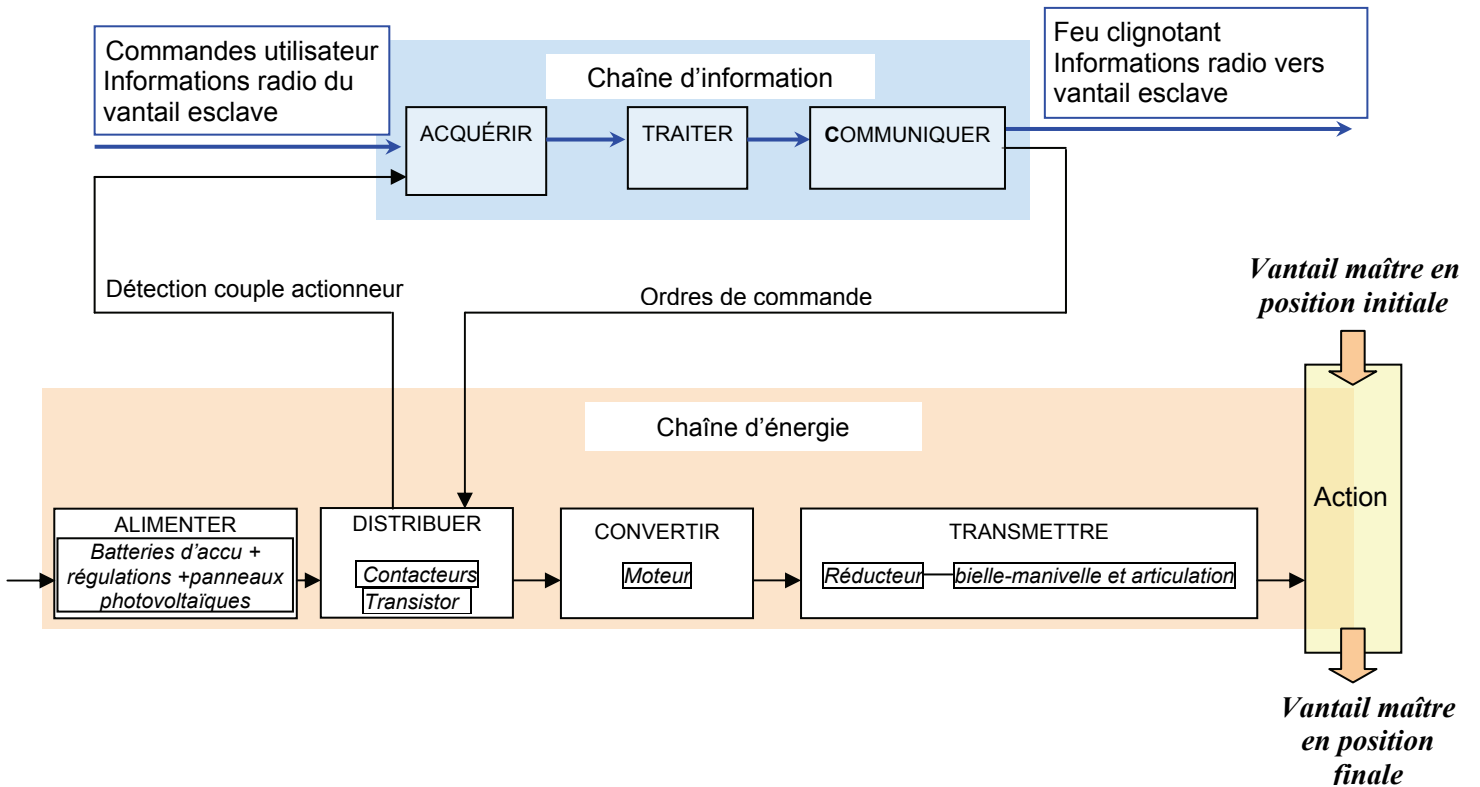 Commandes utilisateur
Informations radio du
vantail esclave
Chaîne d’information
Feu clignotant
Informations radio vers
vantail esclave
ACQUÉRIR
TRAITER
COMMUNIQUER
Détection couple actionneur
Ordres de commande
Vantail maître en
position initiale
Chaîne d’énergie
Action
ALIMENTER
Batteries d’accu +
régulations +panneaux
photovoltaïques
DISTRIBUER
Contacteurs
Transistor
CONVERTIR
Moteur
TRANSMETTRE
Réducteur
bielle-manivelle et articulation
Vantail maître
en position
finale